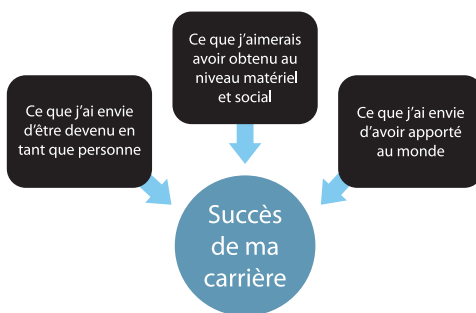 Ce que j'aimerais
avoir obtenu au
niveau matériel
et social
Ce que j'ai envie
d'être devenu en
tant que personne
Ce que j'ai envie
d'avoir apporté
au monde
Succès
de ma
carrière